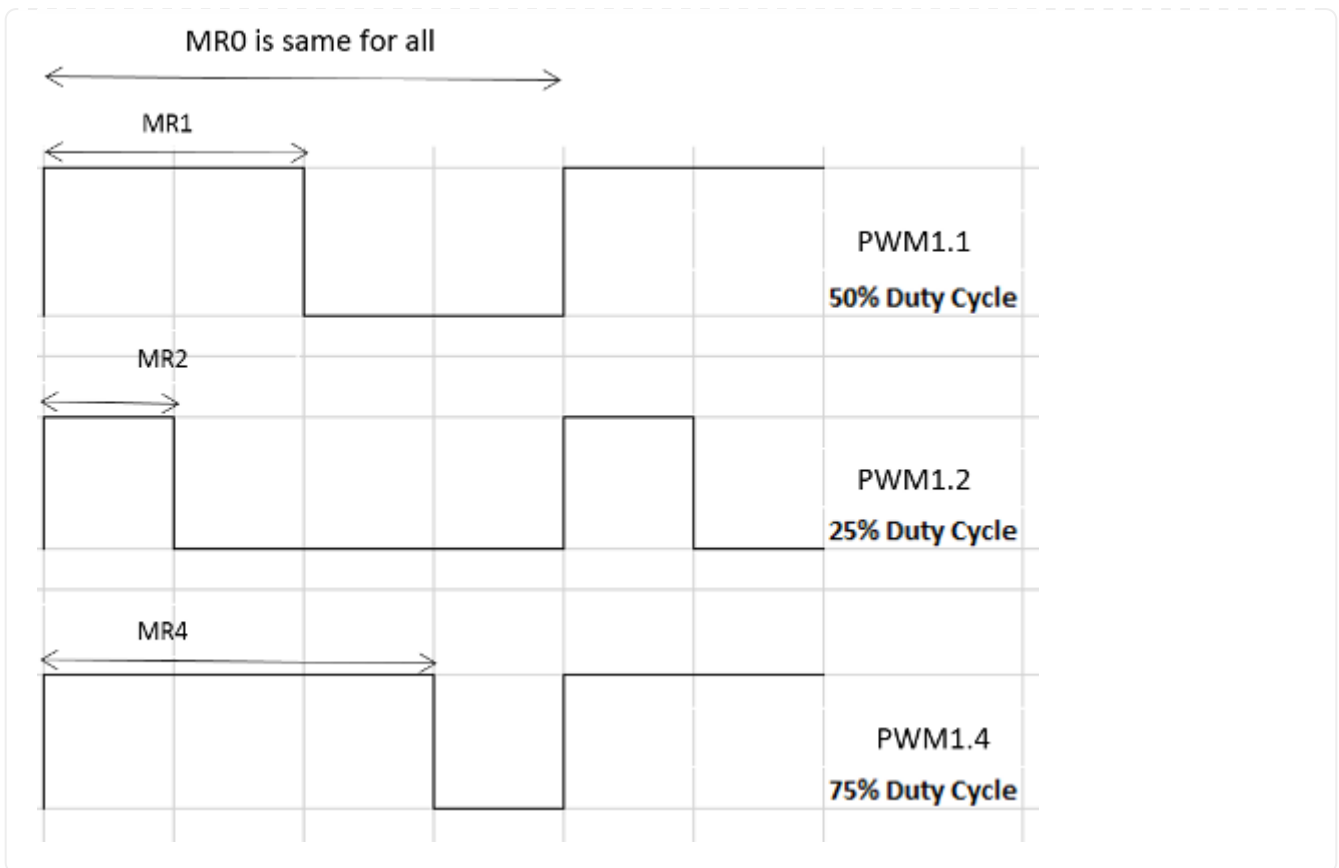 MR0 is same for all
MR1
PWM1.1
50% Duty Cycle
MR2
PWM1.2
25% Duty Cycle
MR4
PWM1.4
75% Duty Cycle